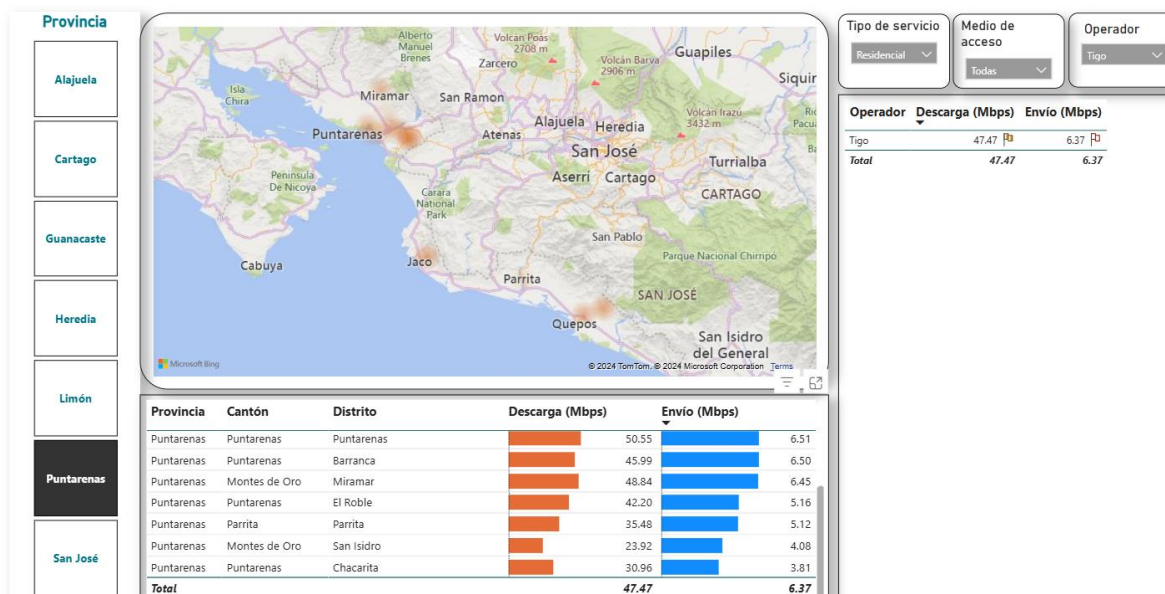 Provincia
Alajuela
Cartago
Guanacaste
Heredia
Limón
Puntarenas
San José
Alberto
Manuel
Brenes
Volcán Poás
2708 m
Zarcero
Volcán Barva
2906 m
Guapiles
Siquir
Isla
Chira
Miramar
San Ramon
Puntarenas
Atenas
Alajuela
Heredia
Volcán Irazú
3432 m
San José
Turrialba
Aserri
Cartago
CARTAGO
Peninsula
De Nicoya
Carara
National
Park
San Pablo
Parque Nacional Chirripó
Cabuya
Jaco
Parrita
SAN JOSÉ
Quepos
San Isidro
del General
Microsoft Bing
© 2024 TomTom, © 2024 Microsoft Corporation Terms
Tipo de servicio
Residencial
Medio de
acceso
Todas
Operador
Tigo
Operador Descarga (Mbps) Envío (Mbps)
Tigo 47.47 6.37
Total 47.47 6.37
Provincia Cantón Distrito Descarga (Mbps) Envío (Mbps)
Puntarenas Puntarenas Puntarenas 50.55 6.51
Puntarenas Puntarenas Barranca 45.99 6.50
Puntarenas Montes de Oro Miramar 48.84 6.45
Puntarenas Puntarenas El Roble 42.20 5.16
Puntarenas Parrita Parrita 35.48 5.12
Puntarenas Montes de Oro San Isidro 23.92 4.08
Puntarenas Puntarenas Chacarita 30.96 3.81
Total 47.47 6.37